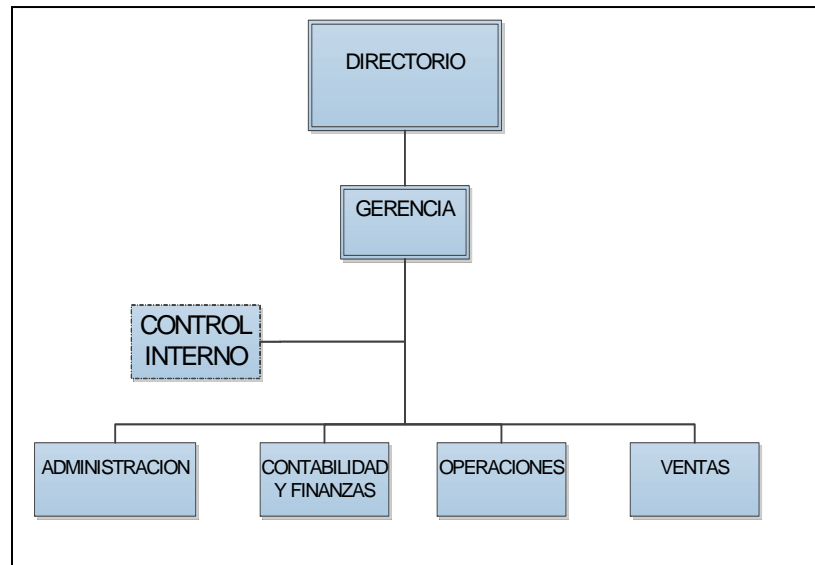 DIRECTORIO
GERENCIA
CONTROL
INTERNO
ADMINISTRACION
CONTABILIDAD
Y FINANZAS
OPERACIONES
VENTAS